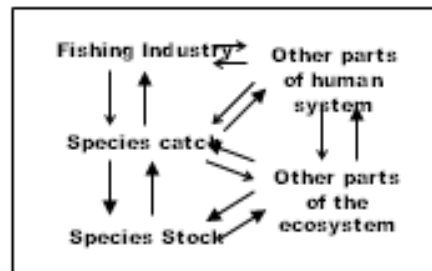 Fishing Industry
Other parts
of human
system
Species catch
Other parts
of the
ecosystem
Species Stock